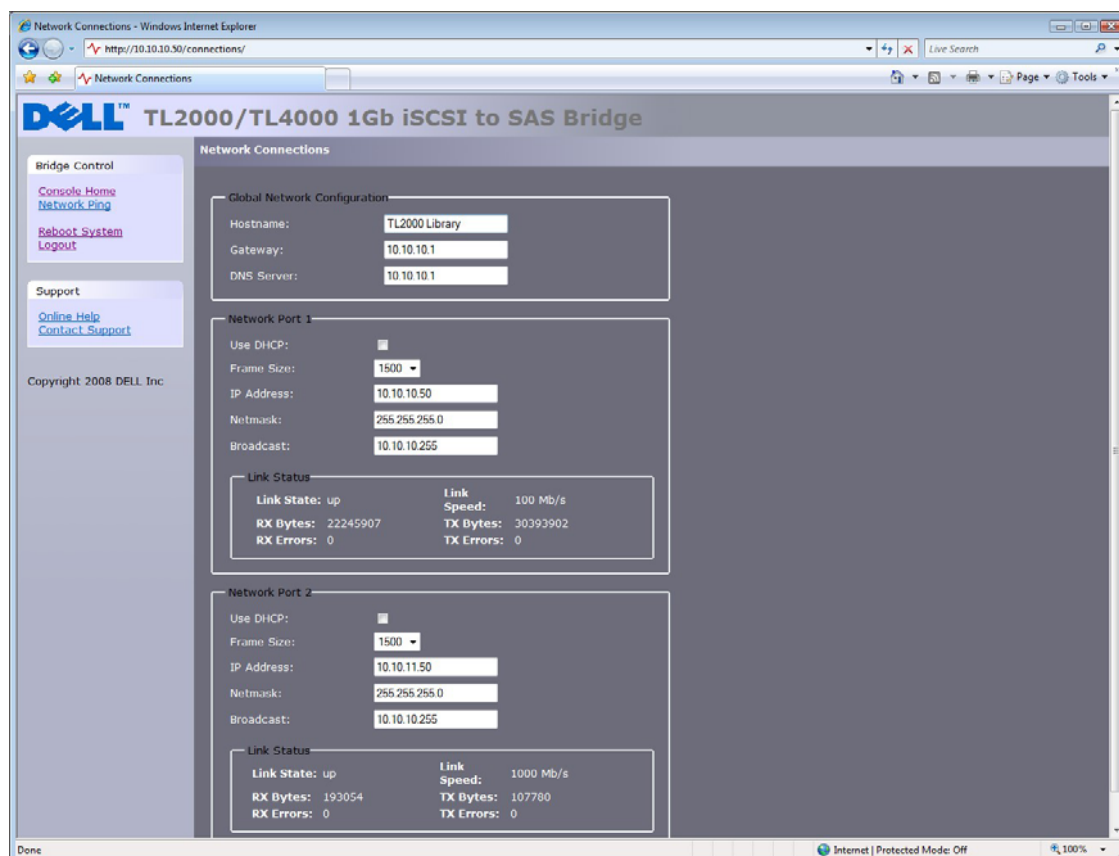 Network Connections - Windows Internet Explorer
http://10.10.10.50/connections/
Live Search
Network Connections
Page
Tools
DELL™ TL2000/TL4000 1Gb iSCSI to SAS Bridge
Bridge Control
Console Home
Network Ping
Reboot System
Logout
Support
Online Help
Contact Support
Copyright 2008 DELL Inc
Network Connections
Global Network Configuration
Hostname: TL2000 Library
Gateway: 10.10.10.1
DNS Server: 10.10.10.1
Network Port 1
Use DHCP:
Frame Size: 1500
IP Address: 10.10.10.50
Netmask: 255.255.255.0
Broadcast: 10.10.10.255
Link Status
Link State: up Link Speed: 100 Mb/s
RX Bytes: 22245907 TX Bytes: 30393902
RX Errors: 0 TX Errors: 0
Network Port 2
Use DHCP:
Frame Size: 1500
IP Address: 10.10.11.50
Netmask: 255.255.255.0
Broadcast: 10.10.10.255
Link Status
Link State: up Link Speed: 1000 Mb/s
RX Bytes: 193054 TX Bytes: 107780
RX Errors: 0 TX Errors: 0
Done
Internet | Protected Mode: Off
100%